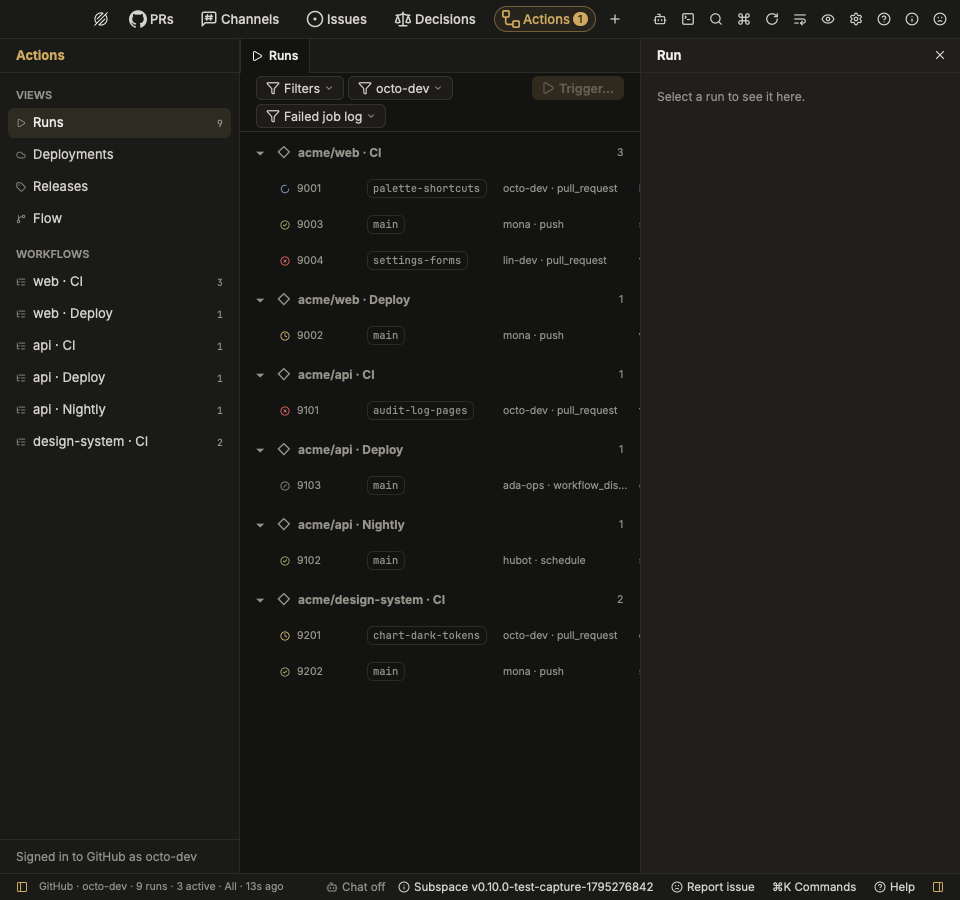 PRs
Channels
Issues
Decisions
Actions 1
Actions
Runs
Run
VIEWS
Runs 9
Deployments
Releases
Flow
WORKFLOWS
web · CI 3
web · Deploy 1
api · CI 1
api · Deploy 1
api · Nightly 1
design-system · CI 2
Signed in to GitHub as octo-dev
Filters
octo-dev
Trigger...
Failed job log
acme/web · CI 3
9001 palette-shortcuts octo-dev · pull_request
9003 main mona · push
9004 settings-forms lin-dev · pull_request
acme/web · Deploy 1
9002 main mona · push
acme/api · CI 1
9101 audit-log-pages octo-dev · pull_request
acme/api · Deploy 1
9103 main ada-ops · workflow_dis...
acme/api · Nightly 1
9102 main hubot · schedule
acme/design-system · CI 2
9201 chart-dark-tokens octo-dev · pull_request
9202 main mona · push
Select a run to see it here.
GitHub · octo-dev · 9 runs · 3 active · All · 13s ago
Chat off
Subspace v0.10.0-test-capture-1795276842
Report issue
⌘K Commands
Help